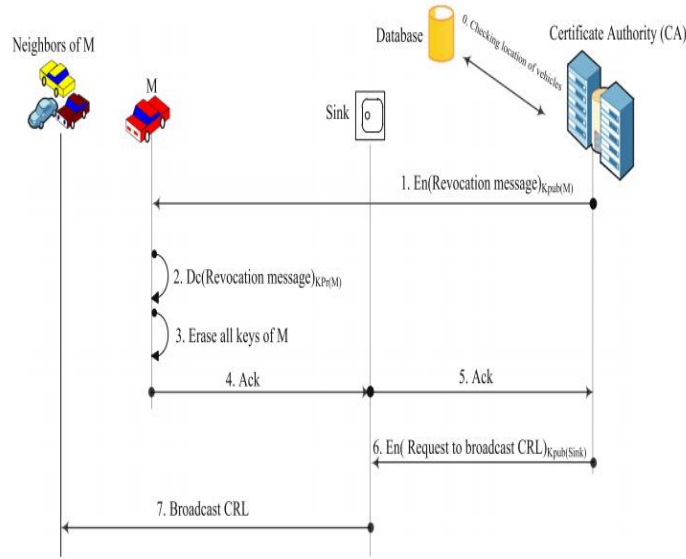 Neighbors of M
M
Sink
Database
0. Checking location of vehicles
Certificate Authority (CA)
1. En(Revocation message)Kpub(M)
2. Dc(Revocation message)KPr(M)
3. Erase all keys of M
4. Ack
5. Ack
6. En( Request to broadcast CRL)Kpub(Sink)
7. Broadcast CRL